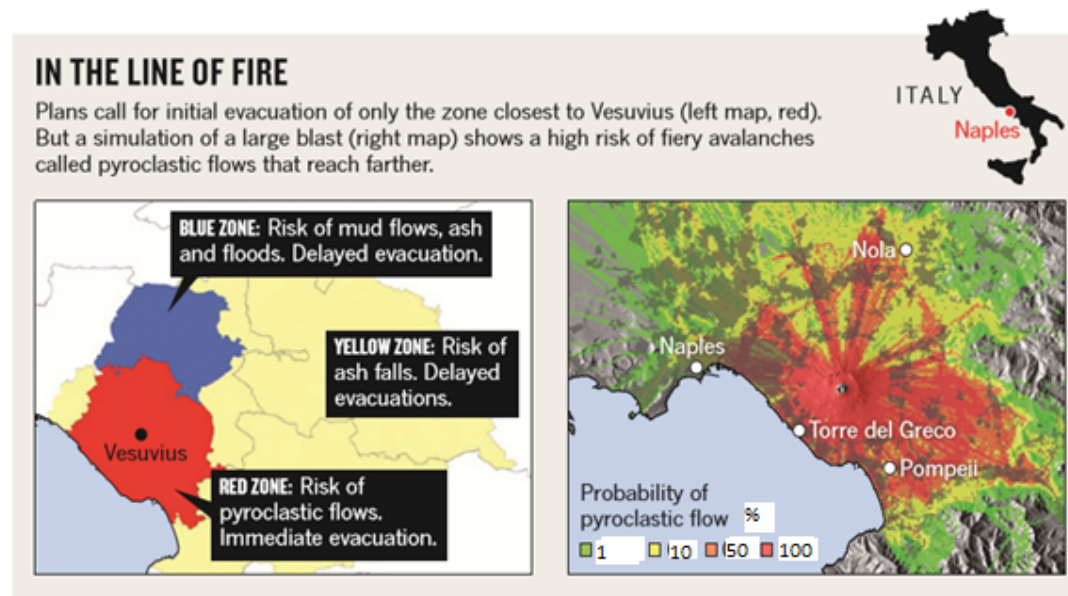 IN THE LINE OF FIRE
Plans call for initial evacuation of only the zone closest to Vesuvius (left map, red).
But a simulation of a large blast (right map) shows a high risk of fiery avalanches
called pyroclastic flows that reach farther.
ITALY
Naples
BLUE ZONE: Risk of mud flows, ash
and floods. Delayed evacuation.
YELLOW ZONE: Risk of
ash falls. Delayed
evacuations.
Vesuvius
RED ZONE: Risk of
pyroclastic flows.
Immediate evacuation.
Nola
Naples
Torre del Greco
Pompeii
Probability of
pyroclastic flow %
1 10 50 100